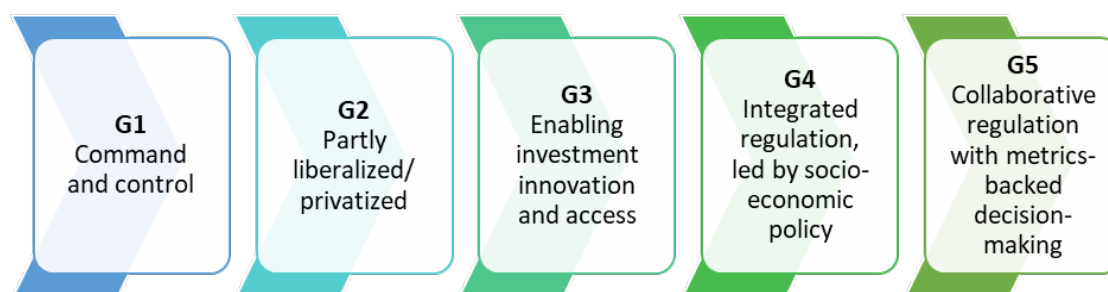 G1
Command
and control
G2
Partly
liberalized/
privatized
G3
Enabling
investment
innovation
and access
G4
Integrated
regulation,
led by socio-
economic
policy
G5
Collaborative
regulation
with metrics-
backed
decision-
making